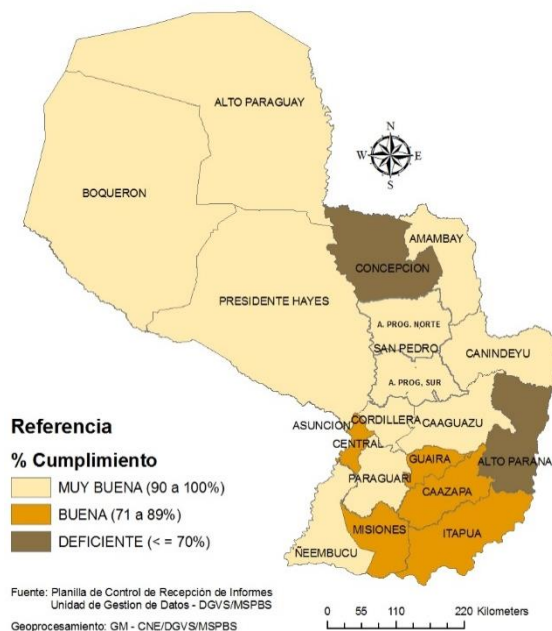 ALTO PARAGUAY
N
W E
S
BOQUERON
AMAMBAY
CONCEPCION
PRESIDENTE HAYES
A. PROG. NORTE
SAN PEDRO
CANINDEYU
A. PROG. SUR
ASUNCION
CORDILLERA
CAAGUAZU
CENTRAL
GUAIRA
ALTO PARANA
PARAGUARI
CAAZAPA
MISIONES
ITAPUA
ÑEEMBUCU
Referencia
% Cumplimiento
MUY BUENA (90 a 100%)
BUENA (71 a 89%)
DEFICIENTE (< = 70%)
Fuente: Planilla de Control de Recepción de Informes
Unidad de Gestion de Datos - DGVS/MSPBS
Geoprocesamiento: GM - CNE/DGVS/MSPBS
0 55 110 220 Kilometers